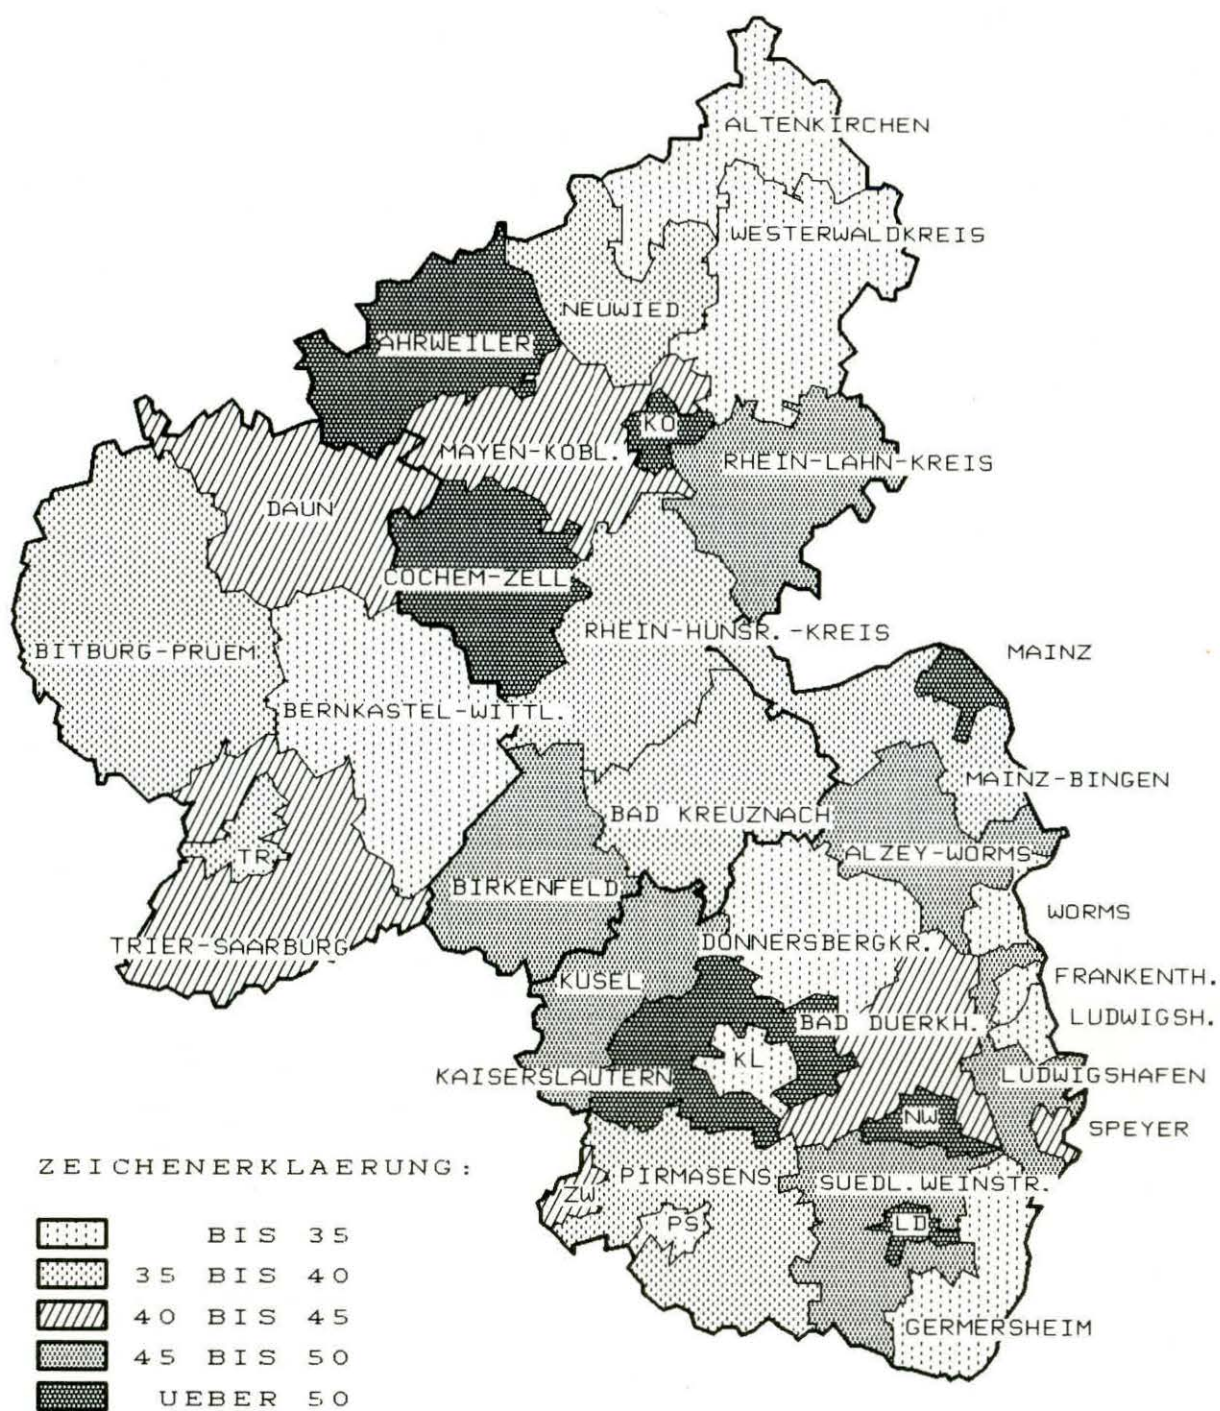 ALTENKIRCHEN
WESTERWALDKREIS
NEUWIED
AHRWEILER
KO
MAYEN-KOBL.
RHEIN-LAHN-KREIS
DAUN
COCHEM-ZELL
RHEIN-HUNSR.-KREIS
BITBURG-PRUEM
MAINZ
BERNKASTEL-WITTL.
MAINZ-BINGEN
BAD KREUZNACH
TR
ALZEY-WORMS
BIRKENFELD
WORMS
TRIER-SAARBURG
DONNERSBERGKR.
KUSEL
FRANKENTH.
BAD DUERKH.
LUDWIGSH.
KL
KAISERSLAUTERN
LUDWIGSHAFEN
NW
SPEYER
PIRMASENS
SUEDL.WEINSTR.
ZW
PS
LD
GERMERSHEIM
ZEICHENERKLAERUNG:
BIS 35
35 BIS 40
40 BIS 45
45 BIS 50
UEBER 50